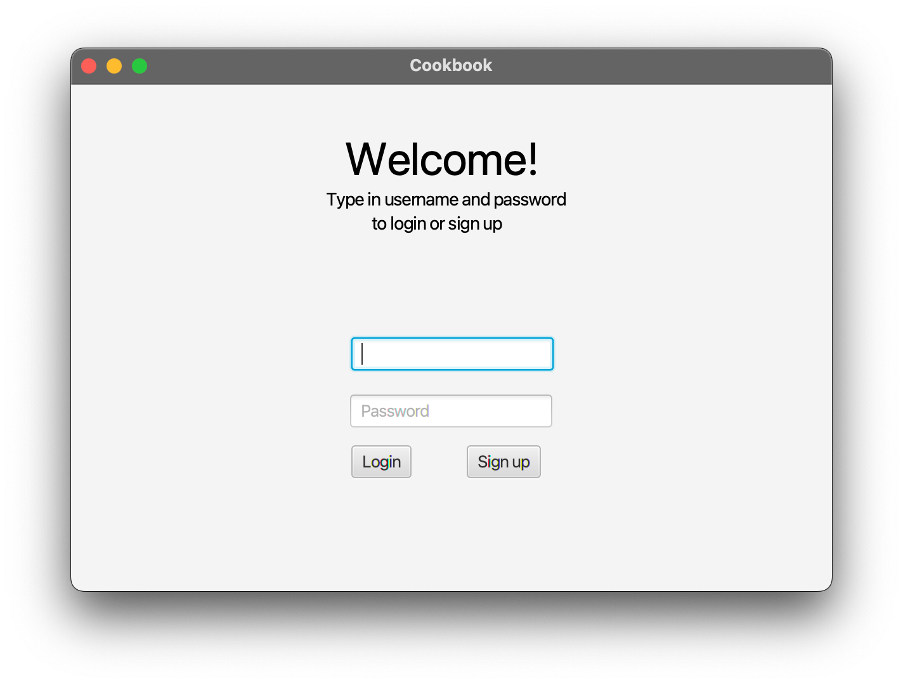 Cookbook
Welcome!
Type in username and password
to login or sign up
Password
Login
Sign up